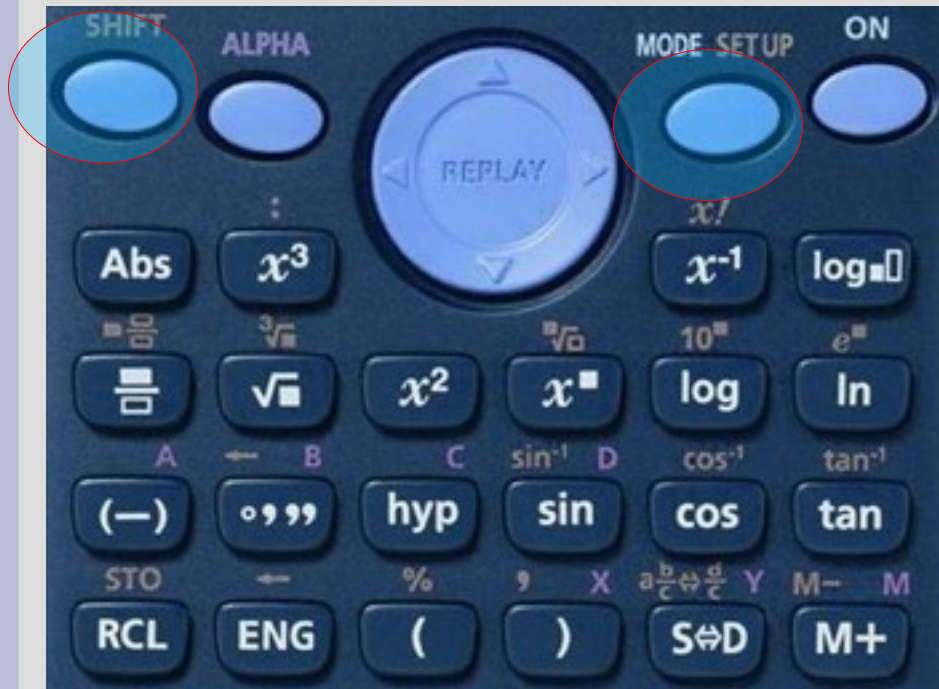 SHIFT ALPHA MODE SETUP ON
REPLAY
: x!
Abs x³ x⁻¹ log■□
■√□ 10■ e■
³√■
√■ x² x■ log ln
A ← B C sin⁻¹ D cos⁻¹ tan⁻¹
(—) °’ ” hyp sin cos tan
STO ← % , X a b/c⇔d/c Y M− M
RCL ENG ( ) S⇔D M+